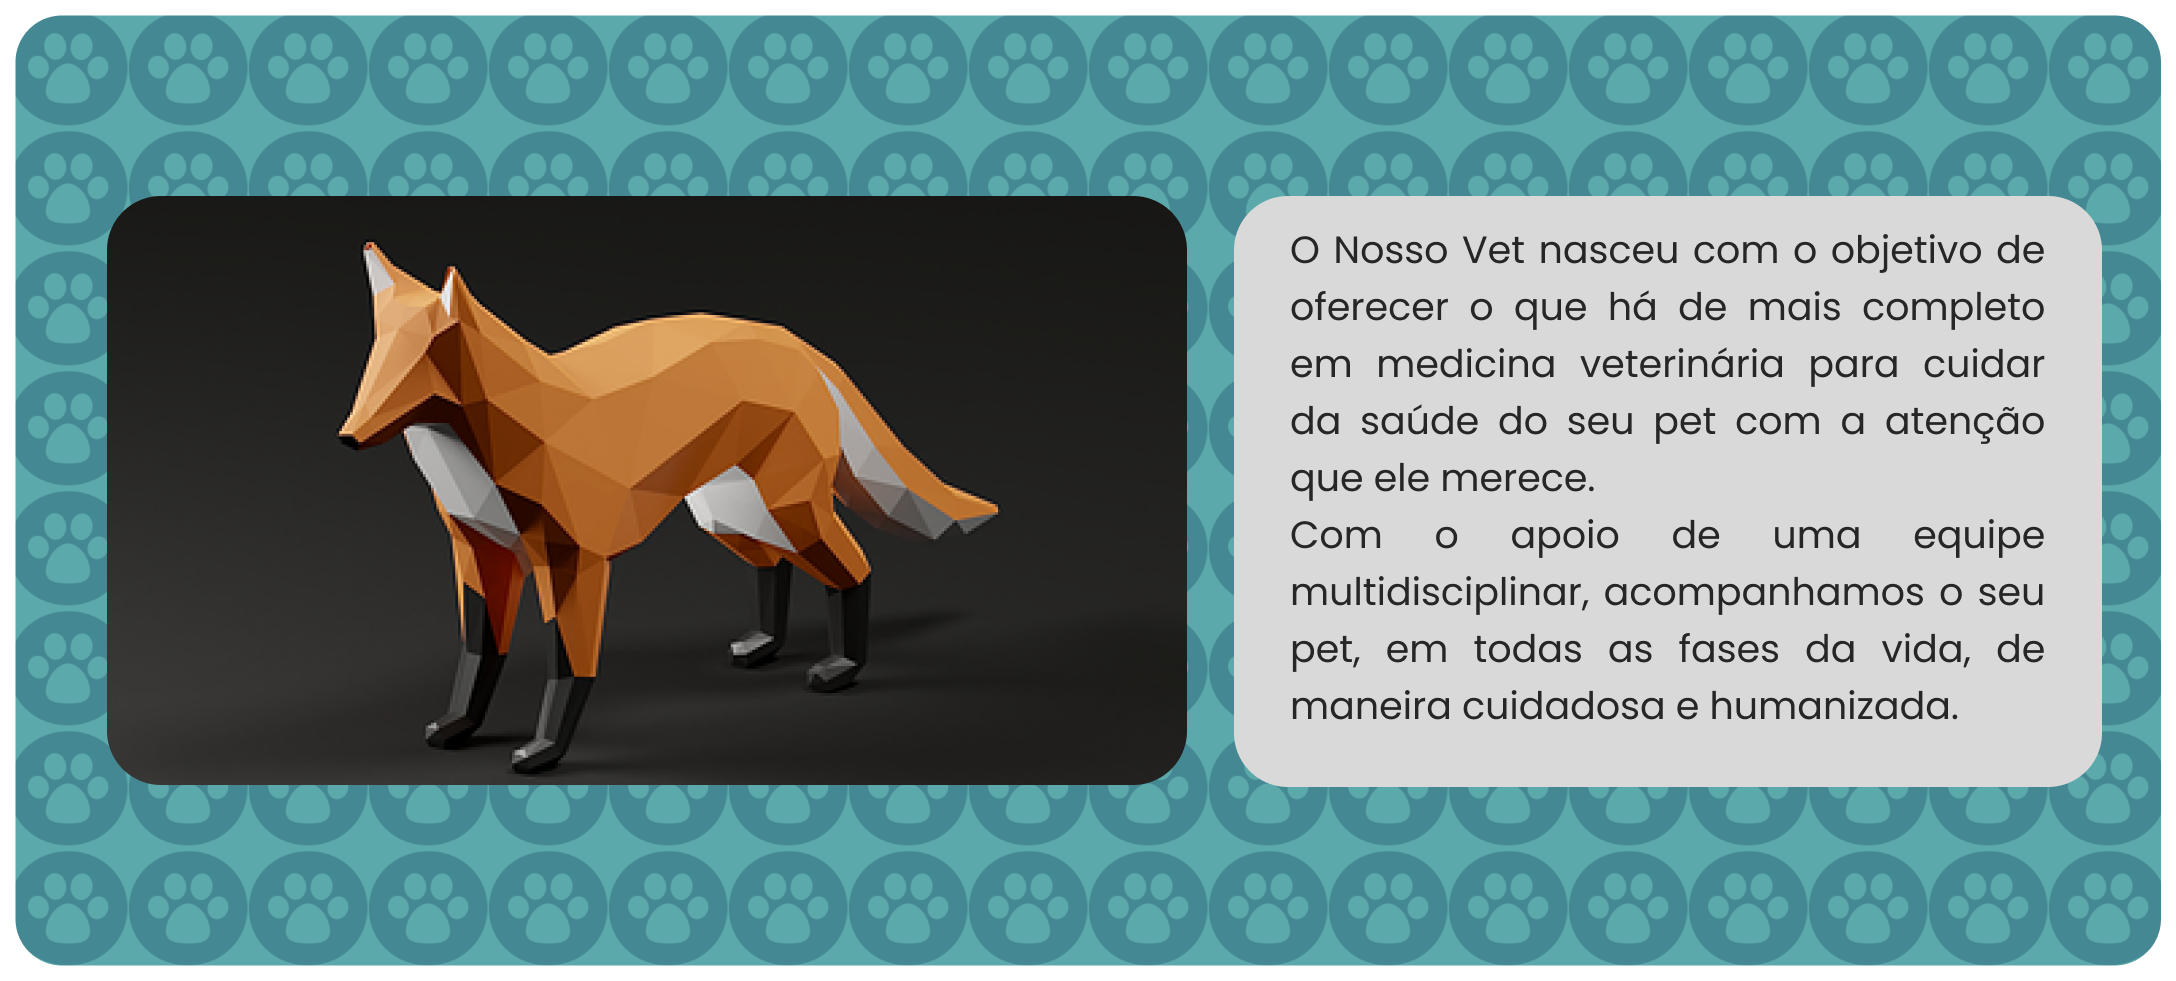 O Nosso Vet nasceu com o objetivo de
oferecer o que há de mais completo
em medicina veterinária para cuidar
da saúde do seu pet com a atenção
que ele merece.
Com o apoio de uma equipe
multidisciplinar, acompanhamos o seu
pet, em todas as fases da vida, de
maneira cuidadosa e humanizada.